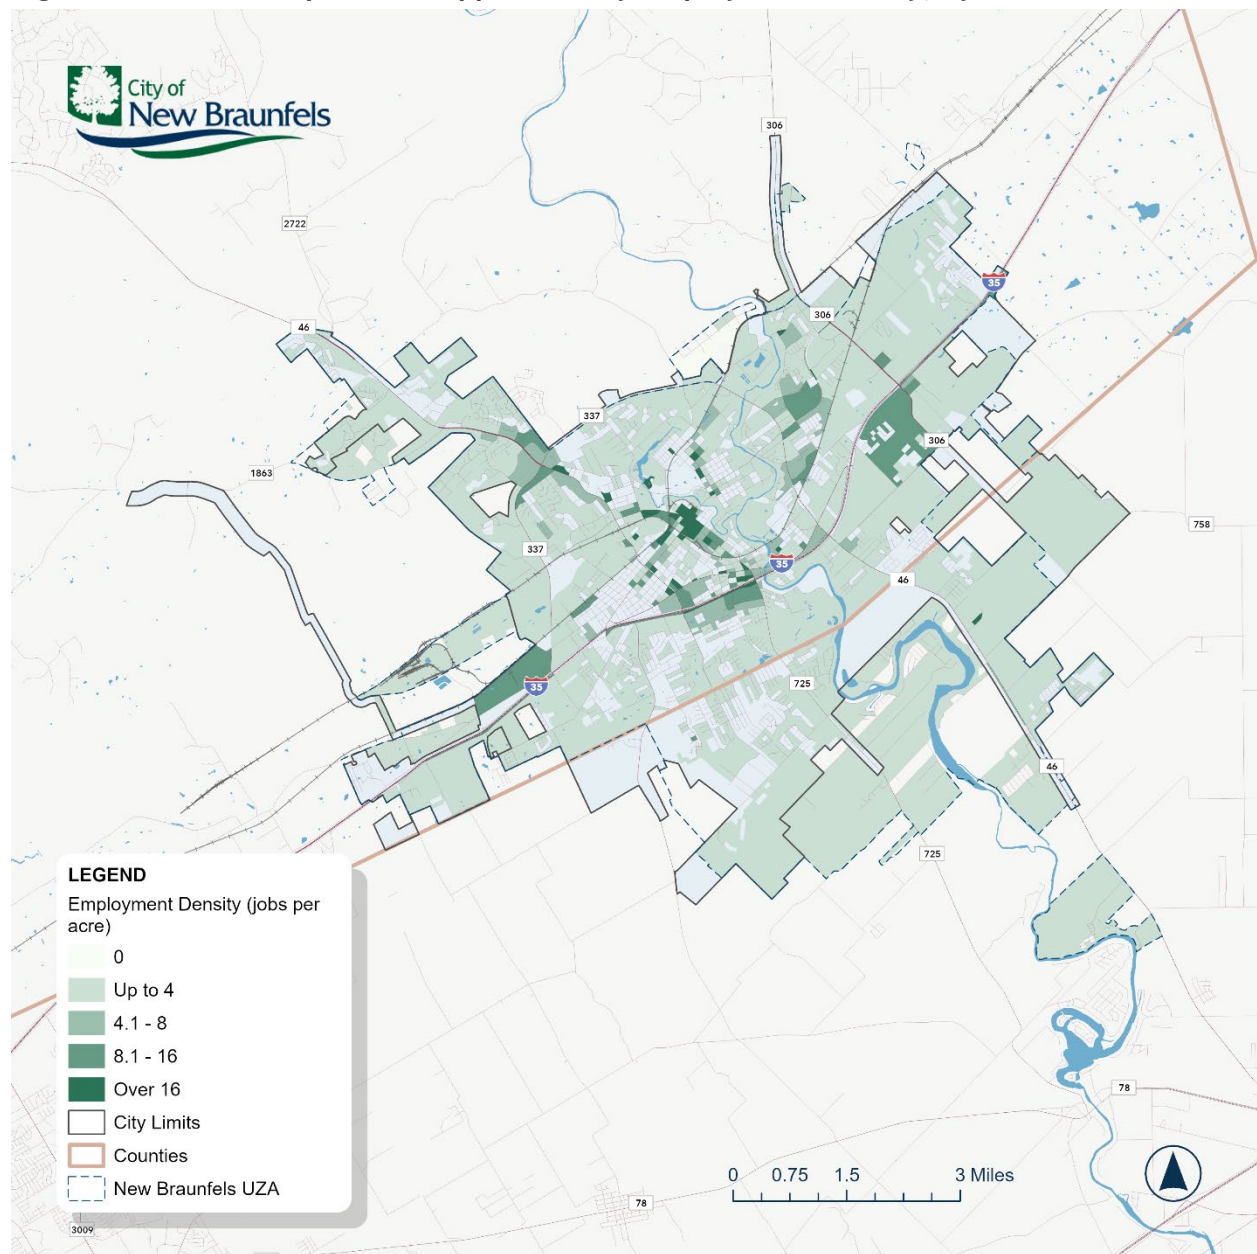 City of
New Braunfels
306
2722
35
46
306
337
306
1863
758
337
35
46
725
35
46
725
LEGEND
Employment Density (jobs per
acre)
0
Up to 4
4.1 - 8
8.1 - 16
Over 16
City Limits
Counties
New Braunfels UZA
78
0 0.75 1.5 3 Miles
78
3009